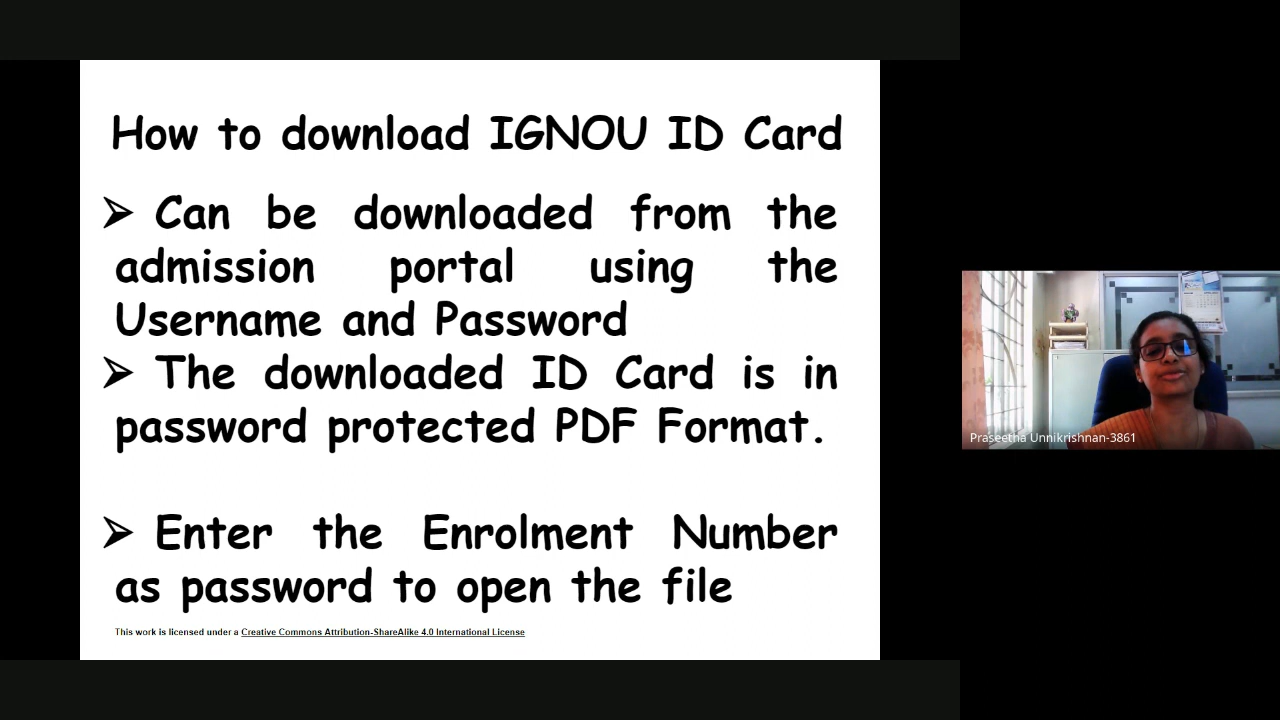 How to download IGNOU ID Card
➢ Can be downloaded from the
admission portal using the
Username and Password
➢ The downloaded ID Card is in
password protected PDF Format.
➢ Enter the Enrolment Number
as password to open the file
This work is licensed under a Creative Commons Attribution-ShareAlike 4.0 International License
Praseetha Unnikrishnan-3861